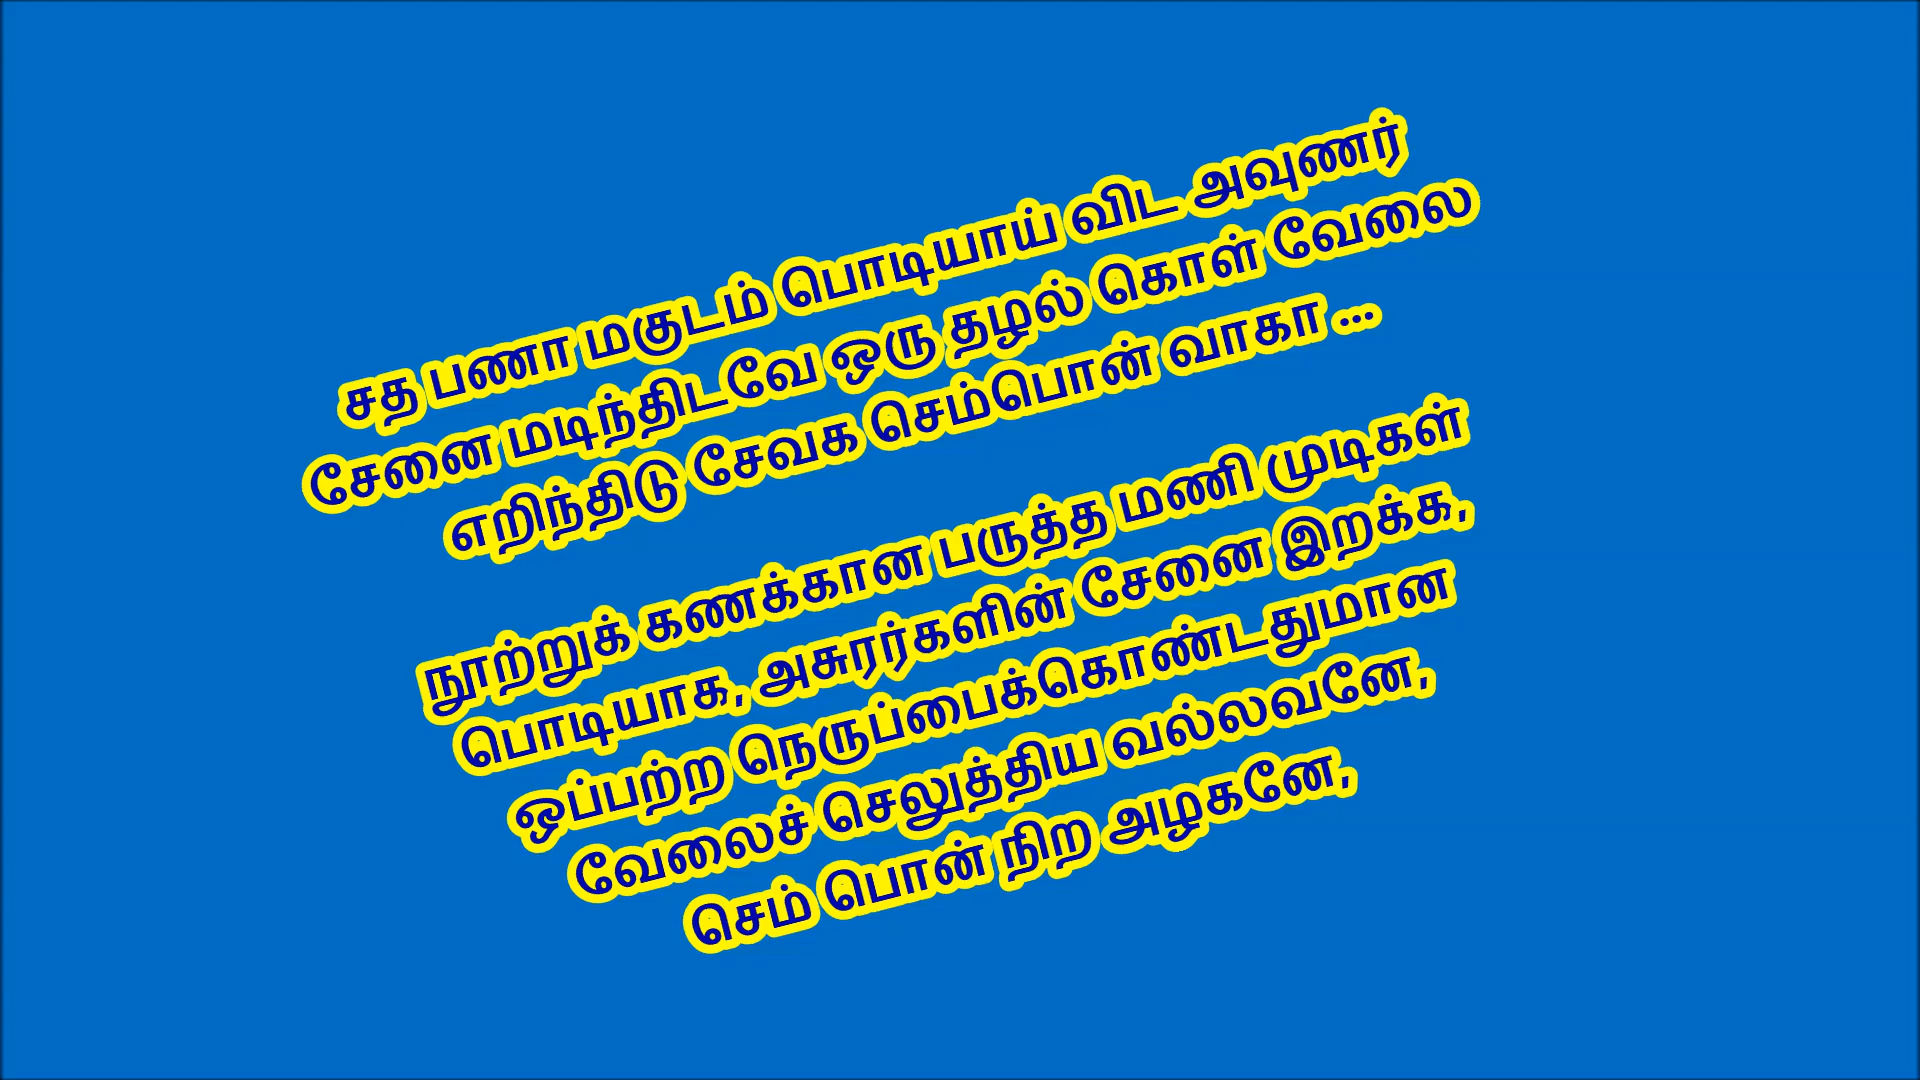 சத பணா மகுடம் பொடியாய் விட அவுணர்
சேனை மடிந்திடவே ஒரு தழல் கொள் வேலை
எறிந்திடு சேவக செம்பொன் வாகா ...
நூற்றுக் கணக்கான பருத்த மணி முடிகள்
பொடியாக, அசுரர்களின் சேனை இறக்க,
ஒப்பற்ற நெருப்பைக்கொண்டதுமான
வேலைச் செலுத்திய வல்லவனே,
செம் பொன் நிற அழகனே,